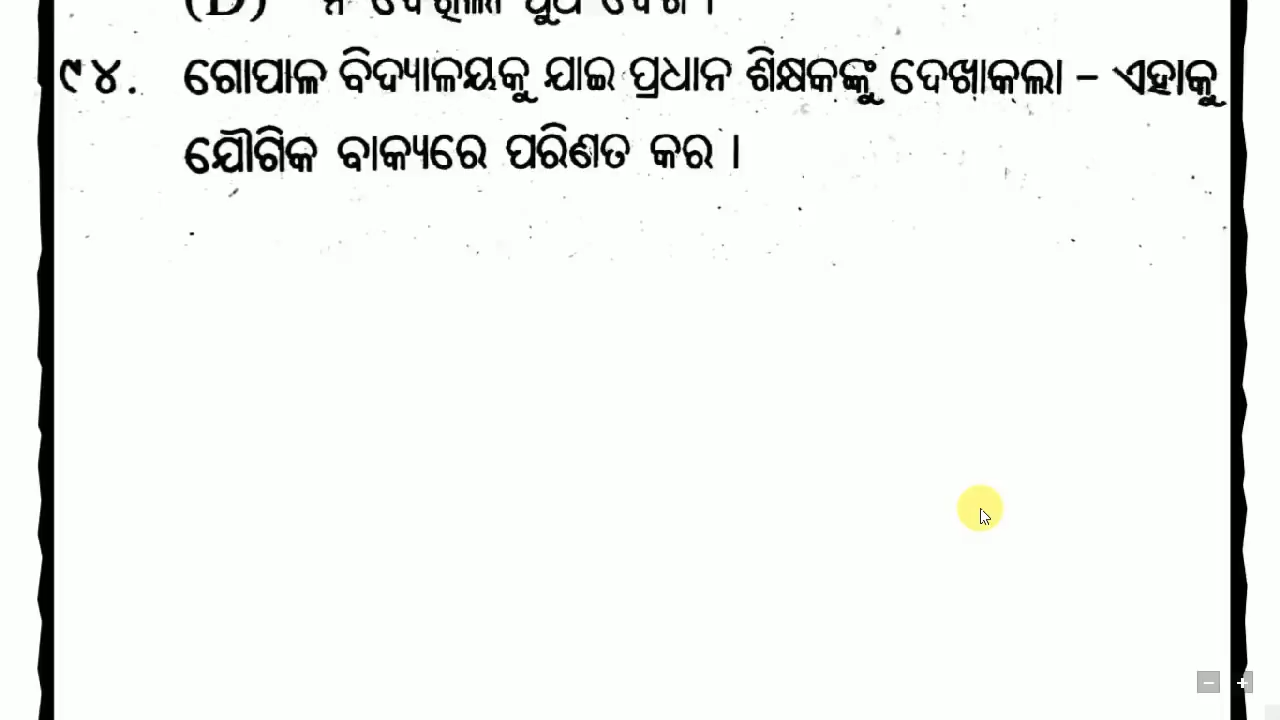 (D) ନ ଦେଖିଲା ପୁଅ ଦେଖ ।
୯୪. ଗୋପାଳ ବିଦ୍ୟାଳୟକୁ ଯାଇ ପ୍ରଧାନ ଶିକ୍ଷକଙ୍କୁ ଦେଖାକଲା – ଏହାକୁ
ଯୌଗିକ ବାକ୍ୟରେ ପରିଣତ କର ।